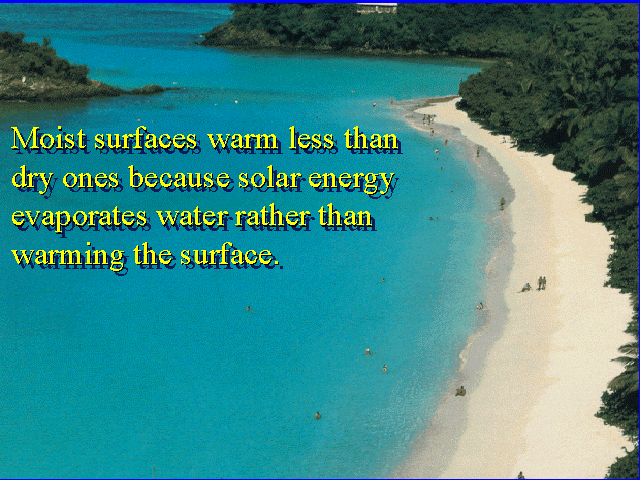 Moist surfaces warm less than
dry ones because solar energy
evaporates water rather than
warming the surface.